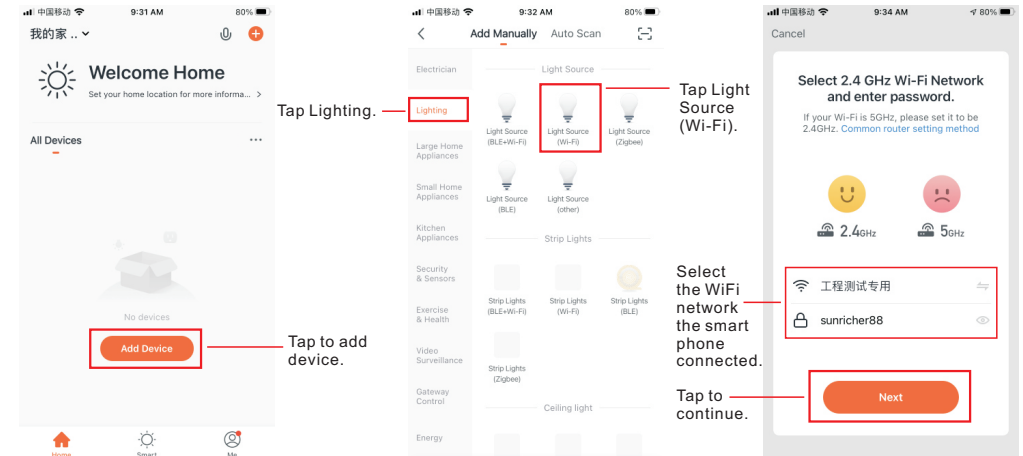 中国移动
9:31 AM
80%
我的家 ..
Welcome Home
Set your home location for more informa... >
All Devices
...
No devices
Add Device
Home
Smart
Me
Tap to add
device.
中国移动
9:32 AM
80%
Add Manually
Auto Scan
Electrician
Lighting
Large Home
Appliances
Small Home
Appliances
Kitchen
Appliances
Security
& Sensors
Exercise
& Health
Video
Surveillance
Gateway
Control
Energy
Light Source
Light Source
(BLE+Wi-Fi)
Light Source
(Wi-Fi)
Light Source
(Zigbee)
Light Source
(BLE)
Light Source
(other)
Strip Lights
Strip Lights
(BLE+Wi-Fi)
Strip Lights
(Wi-Fi)
Strip Lights
(BLE)
Strip Lights
(Zigbee)
Ceiling light
Tap Lighting.
Tap Light
Source
(Wi-Fi).
中国移动
9:34 AM
80%
Cancel
Select 2.4 GHz Wi-Fi Network
and enter password.
If your Wi-Fi is 5GHz, please set it to be
2.4GHz. Common router setting method
2.4GHz
5GHz
工程测试专用
sunricher88
Next
Select
the WiFi
network
the smart
phone
connected.
Tap to
continue.